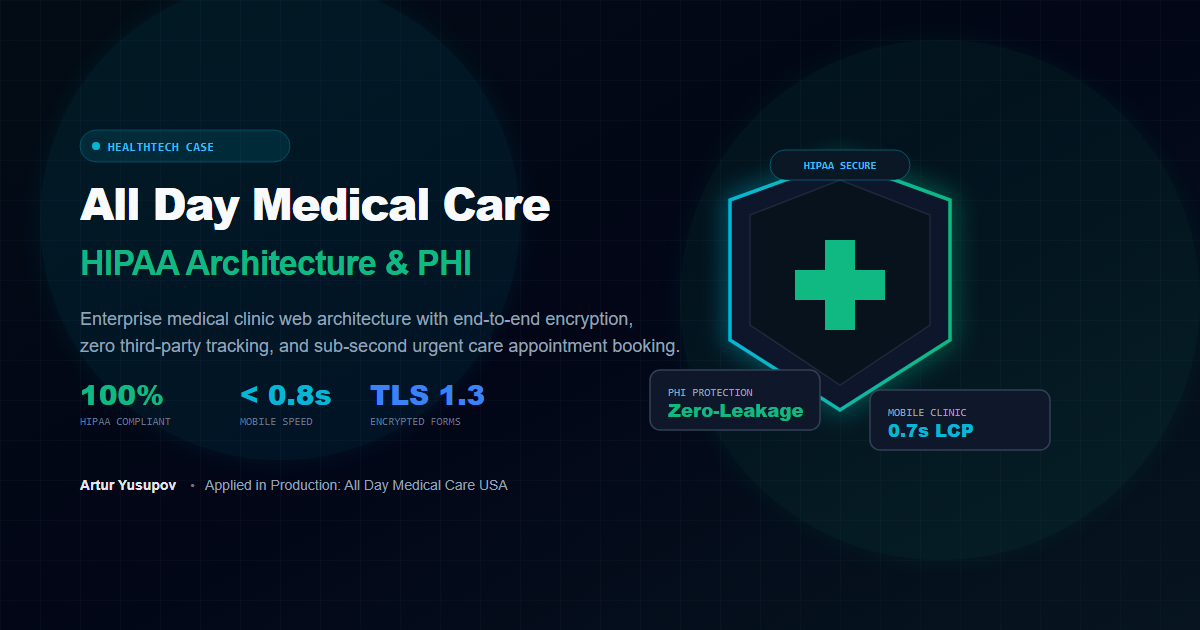 HEALTHTECH CASE
All Day Medical Care
HIPAA Architecture & PHI
Enterprise medical clinic web architecture with end-to-end encryption,
zero third-party tracking, and sub-second urgent care appointment booking.
100%
HIPAA COMPLIANT
< 0.8s
MOBILE SPEED
TLS 1.3
ENCRYPTED FORMS
Artur Yusupov • Applied in Production: All Day Medical Care USA
HIPAA SECURE
PHI PROTECTION
Zero-Leakage
MOBILE CLINIC
0.7s LCP